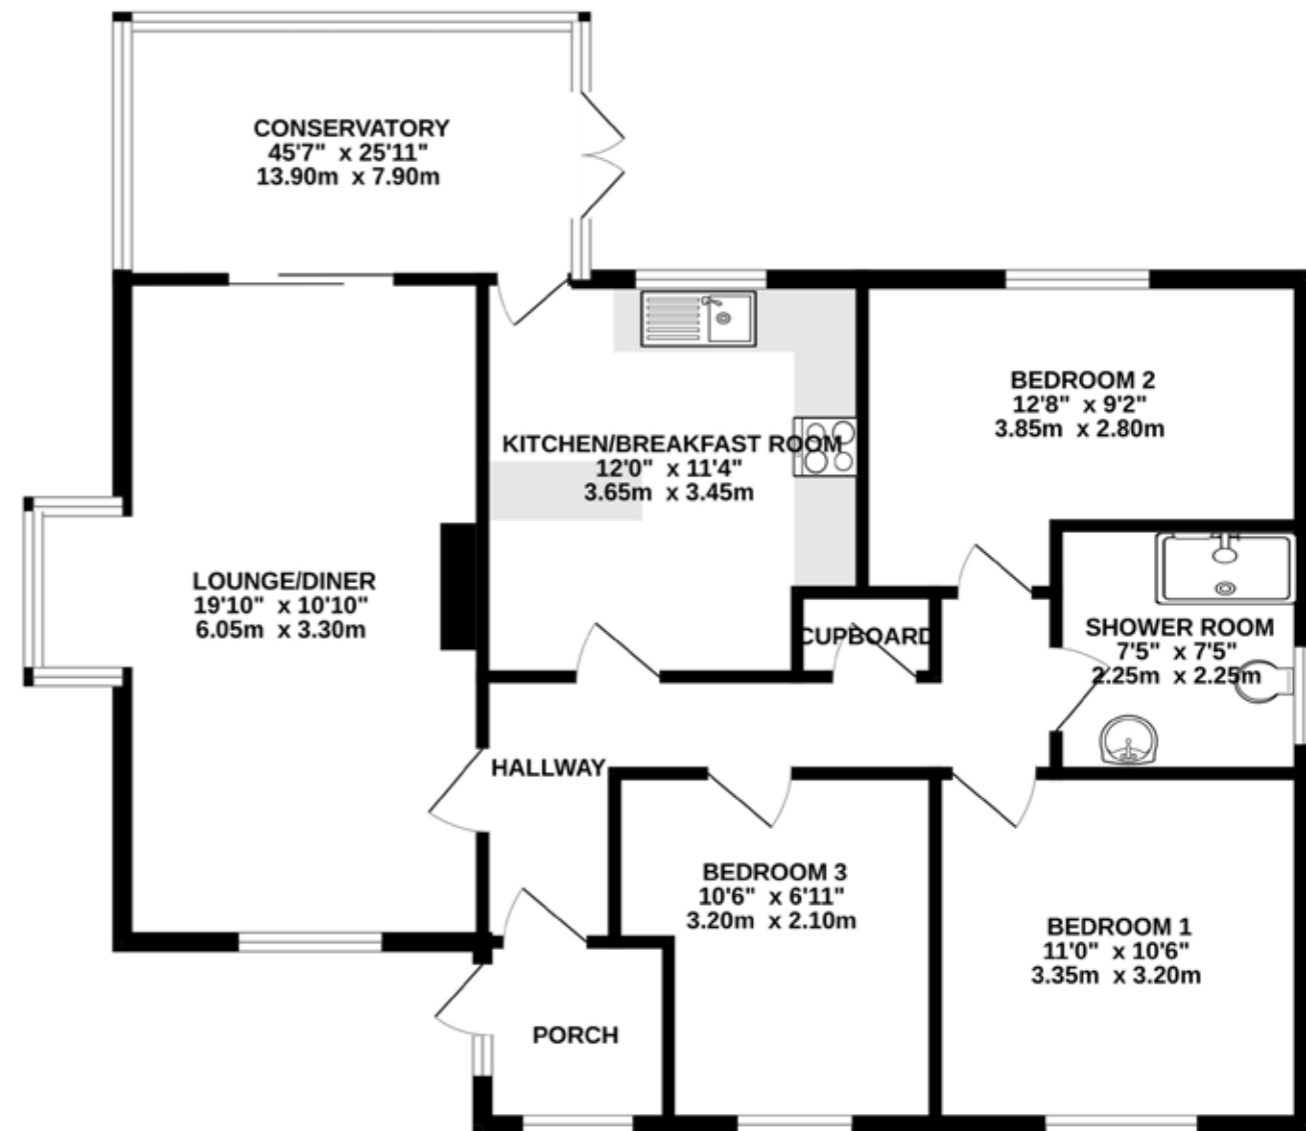 CONSERVATORY
45'7" x 25'11"
13.90m x 7.90m
BEDROOM 2
12'8" x 9'2"
3.85m x 2.80m
KITCHEN/BREAKFAST ROOM
12'0" x 11'4"
3.65m x 3.45m
LOUNGE/DINER
19'10" x 10'10"
6.05m x 3.30m
CUPBOARD
SHOWER ROOM
7'5" x 7'5"
2.25m x 2.25m
HALLWAY
BEDROOM 3
10'6" x 6'11"
3.20m x 2.10m
BEDROOM 1
11'0" x 10'6"
3.35m x 3.20m
PORCH